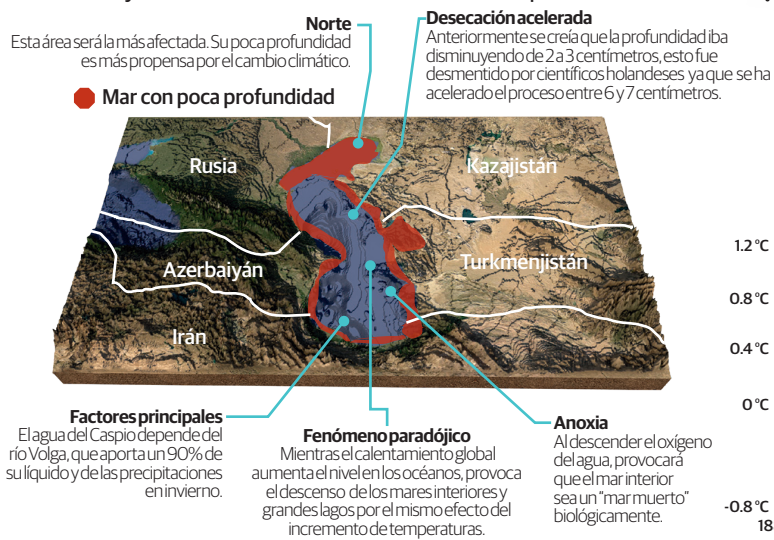 Norte
Esta área será la más afectada. Su poca profundidad
es más propensa por el cambio climático.
Desecación acelerada
Anteriormente se creía que la profundidad iba
disminuyendo de 2 a 3 centímetros, esto fue
desmentido por científicos holandeses ya que se ha
acelerado el proceso entre 6 y 7 centímetros.
Mar con poca profundidad
Rusia
Kazajistán
Azerbaiyán
Turkmenjistán
Irán
1.2 °C
0.8 °C
0.4 °C
0 °C
-0.8 °C
18
Factores principales
El agua del Caspio depende del
río Volga, que aporta un 90% de
su líquido y de las precipitaciones
en invierno.
Fenómeno paradójico
Mientras el calentamiento global
aumenta el nivel en los océanos, provoca
el descenso de los mares interiores y
grandes lagos por el mismo efecto del
incremento de temperaturas.
Anoxia
Al descender el oxígeno
del agua, provocará
que el mar interior
sea un "mar muerto"
biológicamente.